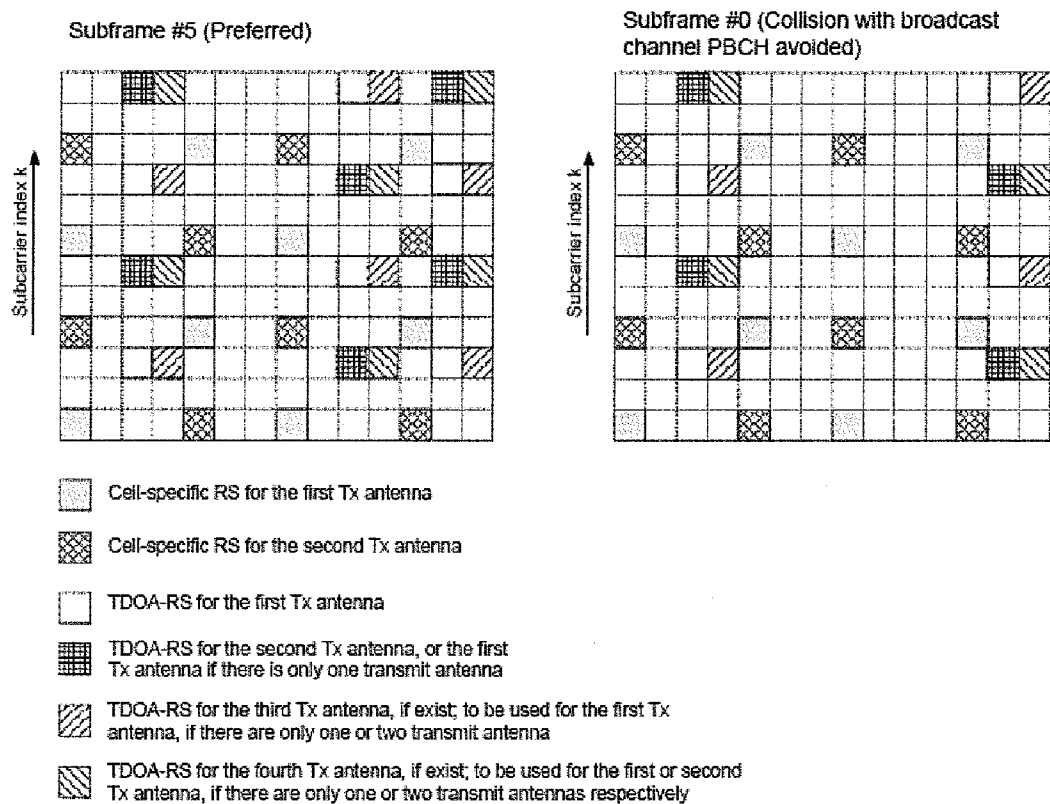 Subframe #5 (Preferred)
Subframe #0 (Collision with broadcast
channel PBCH avoided)
Subcarrier index k
Subcarrier index k
Cell-specific RS for the first Tx antenna
Cell-specific RS for the second Tx antenna
TDOA-RS for the first Tx antenna
TDOA-RS for the second Tx antenna, or the first
Tx antenna if there is only one transmit antenna
TDOA-RS for the third Tx antenna, if exist; to be used for the first Tx
antenna, if there are only one or two transmit antenna
TDOA-RS for the fourth Tx antenna, if exist; to be used for the first or second
Tx antenna, if there are only one or two transmit antennas respectively